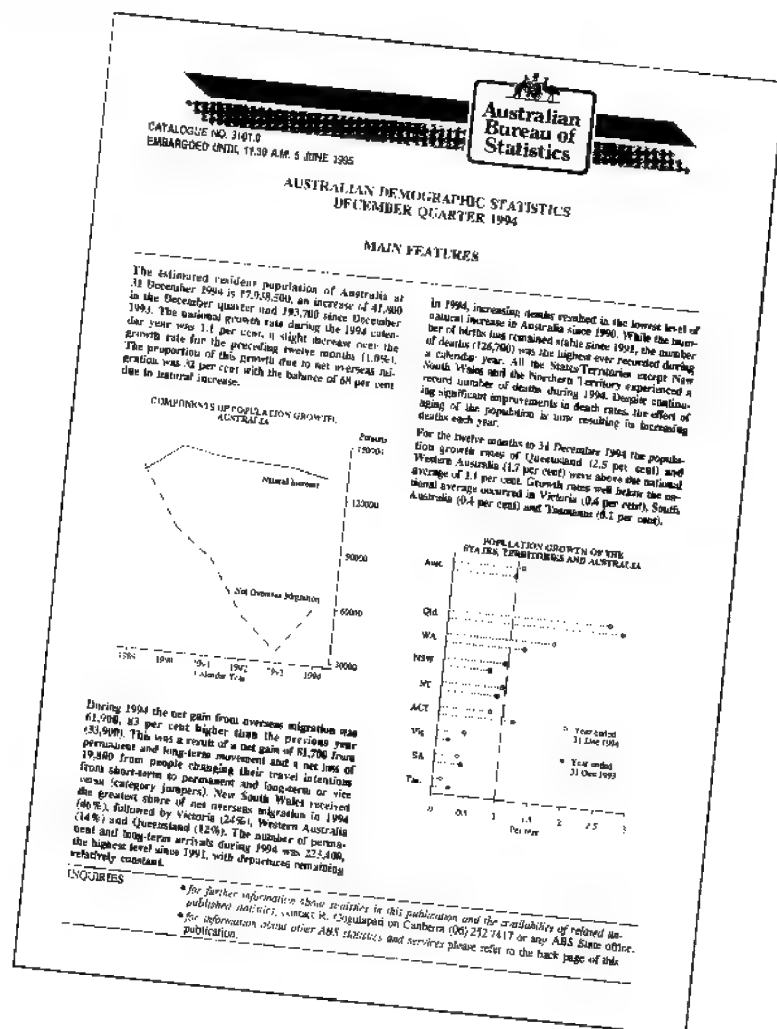 Australian
Bureau of
Statistics
CATALOGUE NO. 3101.0
EMBARGOED UNTIL 11.30 A.M. 5 JUNE 1995
AUSTRALIAN DEMOGRAPHIC STATISTICS
DECEMBER QUARTER 1994
MAIN FEATURES
The estimated resident population of Australia at
31 December 1994 is 17,938,500, an increase of 41,800
in the December quarter and 193,700 since December
1993. The national growth rate during the 1994 calen-
dar year was 1.1 per cent, a slight increase over the
growth rate for the preceding twelve months (1.0%).
The proportion of this growth due to net overseas mi-
gration was 32 per cent with the balance of 68 per cent
due to natural increase.
COMPONENTS OF POPULATION GROWTH,
AUSTRALIA
Persons
150000
Natural Increase
120000
90000
Net Overseas Migration
60000
30000
1989 1990 1991 1992 1993 1994
Calendar Year
During 1994 the net gain from overseas migration was
61,900, 83 per cent higher than the previous year
(33,900). This was a result of a net gain of 81,700 from
permanent and long-term movement and a net loss of
19,800 from people changing their travel intentions
from short-term to permanent and long-term or vice
versa (category jumpers). New South Wales received
the greatest share of net overseas migration in 1994
(46%), followed by Victoria (24%), Western Australia
(14%) and Queensland (12%). The number of perma-
nent and long-term arrivals during 1994 was 223,400,
the highest level since 1991, with departures remaining
relatively constant.
In 1994, increasing deaths resulted in the lowest level of
natural increase in Australia since 1990. While the num-
ber of births has remained stable since 1991, the number
of deaths (126,700) was the highest ever recorded during
a calendar year. All the States/Territories except New
South Wales and the Northern Territory experienced a
record number of deaths during 1994. Despite continu-
ing significant improvements in death rates, the effect of
aging of the population is now resulting in increasing
deaths each year.
For the twelve months to 31 December 1994 the popula-
tion growth rates of Queensland (2.5 per cent) and
Western Australia (1.7 per cent) were above the national
average of 1.1 per cent. Growth rates well below the na-
tional average occurred in Victoria (0.4 per cent), South
Australia (0.4 per cent) and Tasmania (0.1 per cent).
POPULATION GROWTH OF THE
STATES, TERRITORIES AND AUSTRALIA
Aust.
Qld.
WA
NSW
NT
ACT
Vic
SA
Tas.
Year ended
31 Dec 1994
Year ended
31 Dec 1993
0 0.5 1 1.5 2 2.5 3
Per cent
INQUIRIES
• for further information about statistics in this publication and the availability of related un-
published statistics, contact R. Gogulapati on Canberra (06) 252 7417 or any ABS State office.
• for information about other ABS statistics and services please refer to the back page of this
publication.